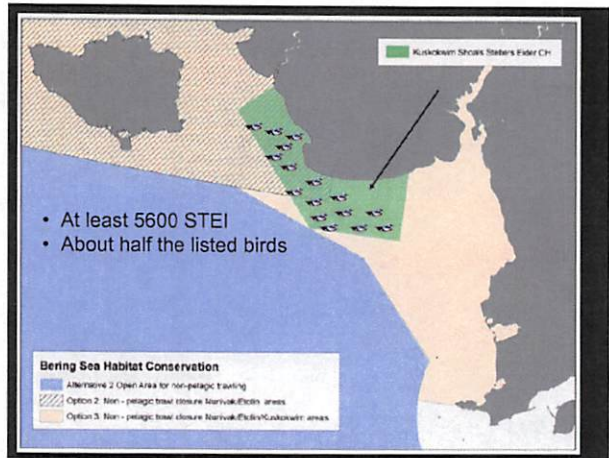 Kuskokwim Shoals Stellers Eider CH
• At least 5600 STEI
• About half the listed birds
Bering Sea Habitat Conservation
Alternative 2 Open Area for non-pelagic trawling
Option 2: Non - pelagic trawl closure Nunivak/Etolin areas
Option 3: Non - pelagic trawl closure Nunivak/Etolin/Kuskokwim areas